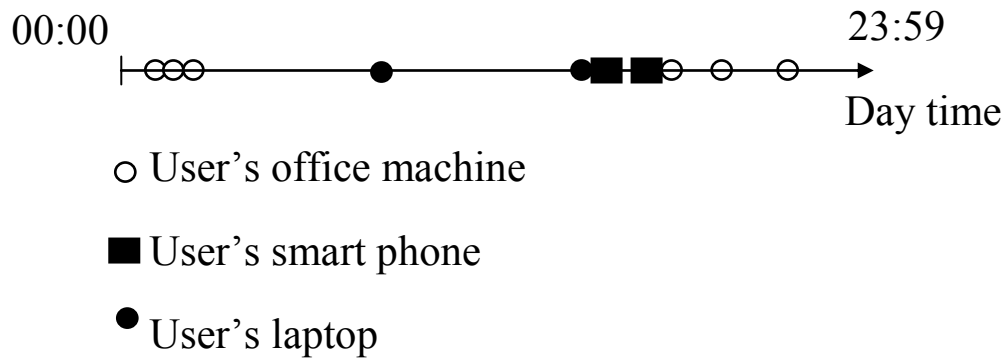 00:00
23:59
Day time
User’s office machine
User’s smart phone
User’s laptop